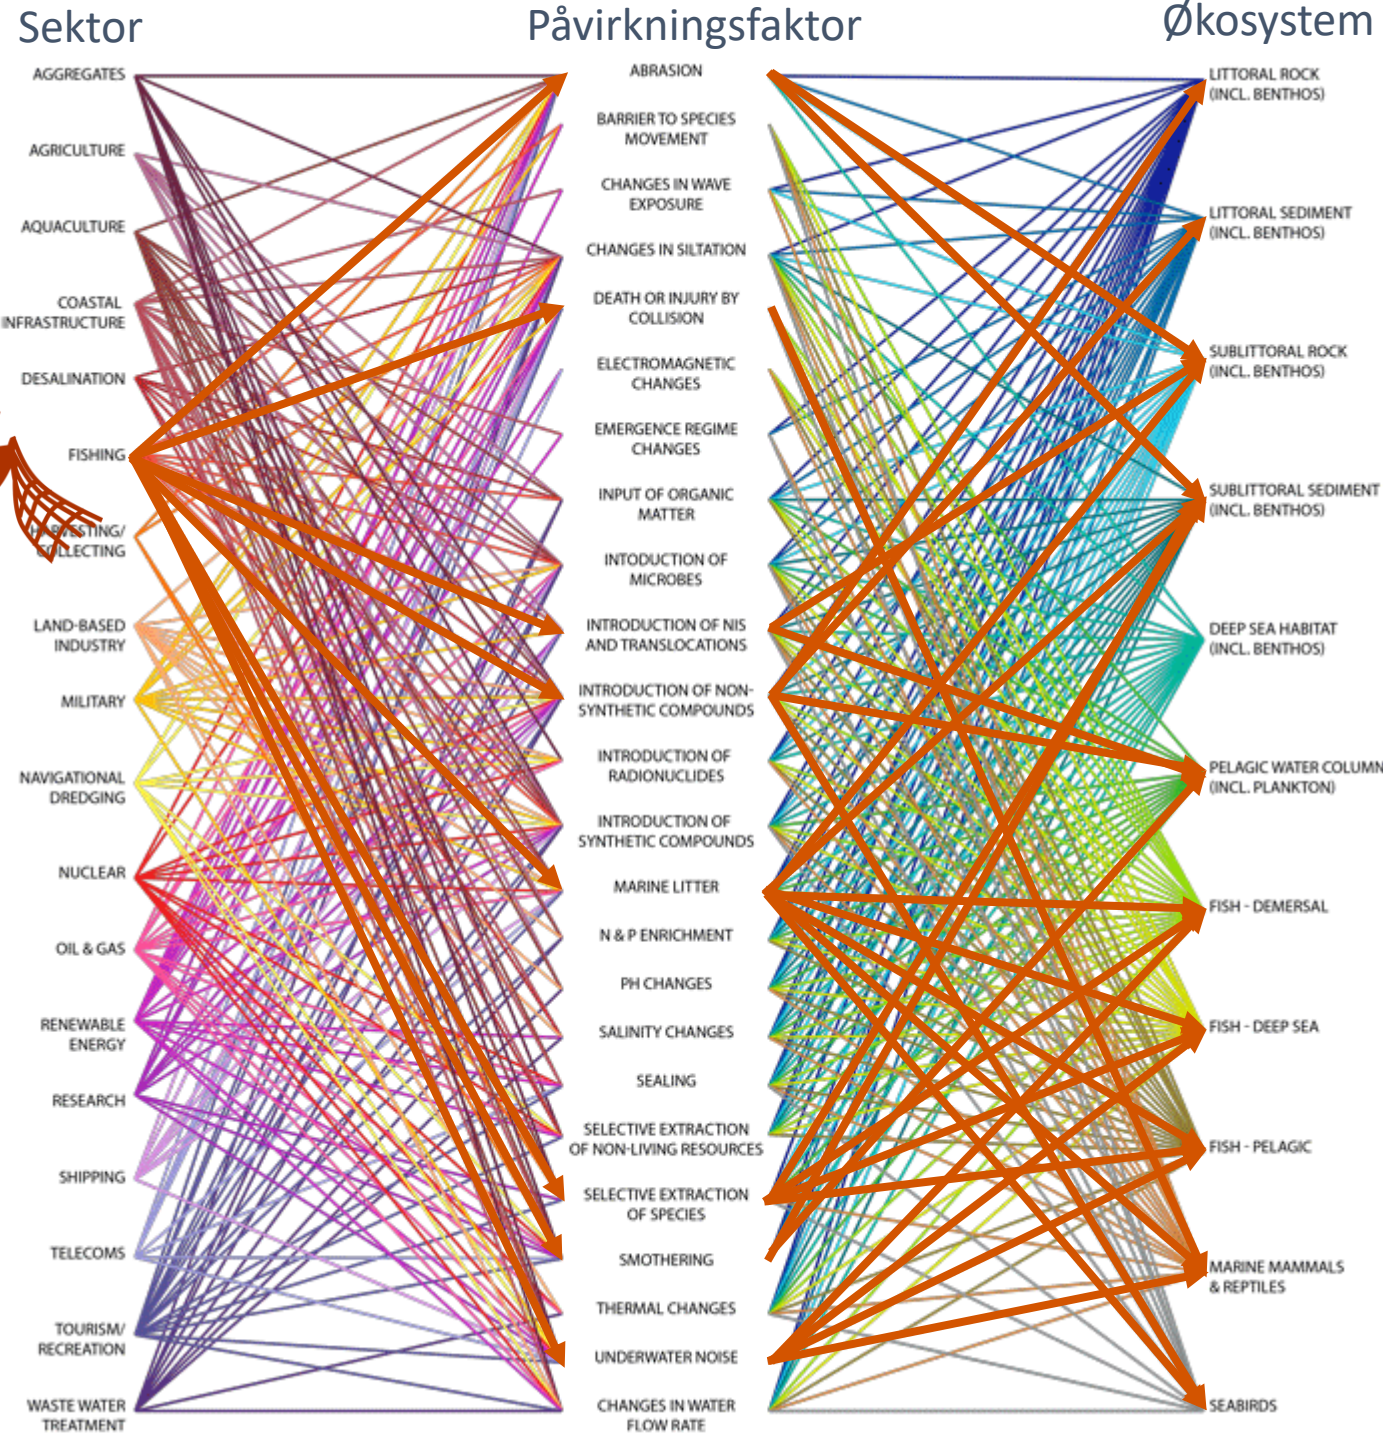 Sektor
Påvirkningsfaktor
Økosystem
AGGREGATES
AGRICULTURE
AQUACULTURE
COASTAL
INFRASTRUCTURE
DESALINATION
FISHING
HARVESTING/
COLLECTING
LAND-BASED
INDUSTRY
MILITARY
NAVIGATIONAL
DREDGING
NUCLEAR
OIL & GAS
RENEWABLE
ENERGY
RESEARCH
SHIPPING
TELECOMS
TOURISM/
RECREATION
WASTE WATER
TREATMENT
ABRASION
BARRIER TO SPECIES
MOVEMENT
CHANGES IN WAVE
EXPOSURE
CHANGES IN SILTATION
DEATH OR INJURY BY
COLLISION
ELECTROMAGNETIC
CHANGES
EMERGENCE REGIME
CHANGES
INPUT OF ORGANIC
MATTER
INTODUCTION OF
MICROBES
INTRODUCTION OF NIS
AND TRANSLOCATIONS
INTRODUCTION OF NON-
SYNTHETIC COMPOUNDS
INTRODUCTION OF
RADIONUCLIDES
INTRODUCTION OF
SYNTHETIC COMPOUNDS
MARINE LITTER
N & P ENRICHMENT
PH CHANGES
SALINITY CHANGES
SEALING
SELECTIVE EXTRACTION
OF NON-LIVING RESOURCES
SELECTIVE EXTRACTION
OF SPECIES
SMOTHERING
THERMAL CHANGES
UNDERWATER NOISE
CHANGES IN WATER
FLOW RATE
LITTORAL ROCK
(INCL. BENTHOS)
LITTORAL SEDIMENT
(INCL. BENTHOS)
SUBLITTORAL ROCK
(INCL. BENTHOS)
SUBLITTORAL SEDIMENT
(INCL. BENTHOS)
DEEP SEA HABITAT
(INCL. BENTHOS)
PELAGIC WATER COLUMN
(INCL. PLANKTON)
FISH - DEMERSAL
FISH - DEEP SEA
FISH - PELAGIC
MARINE MAMMALS
& REPTILES
SEABIRDS